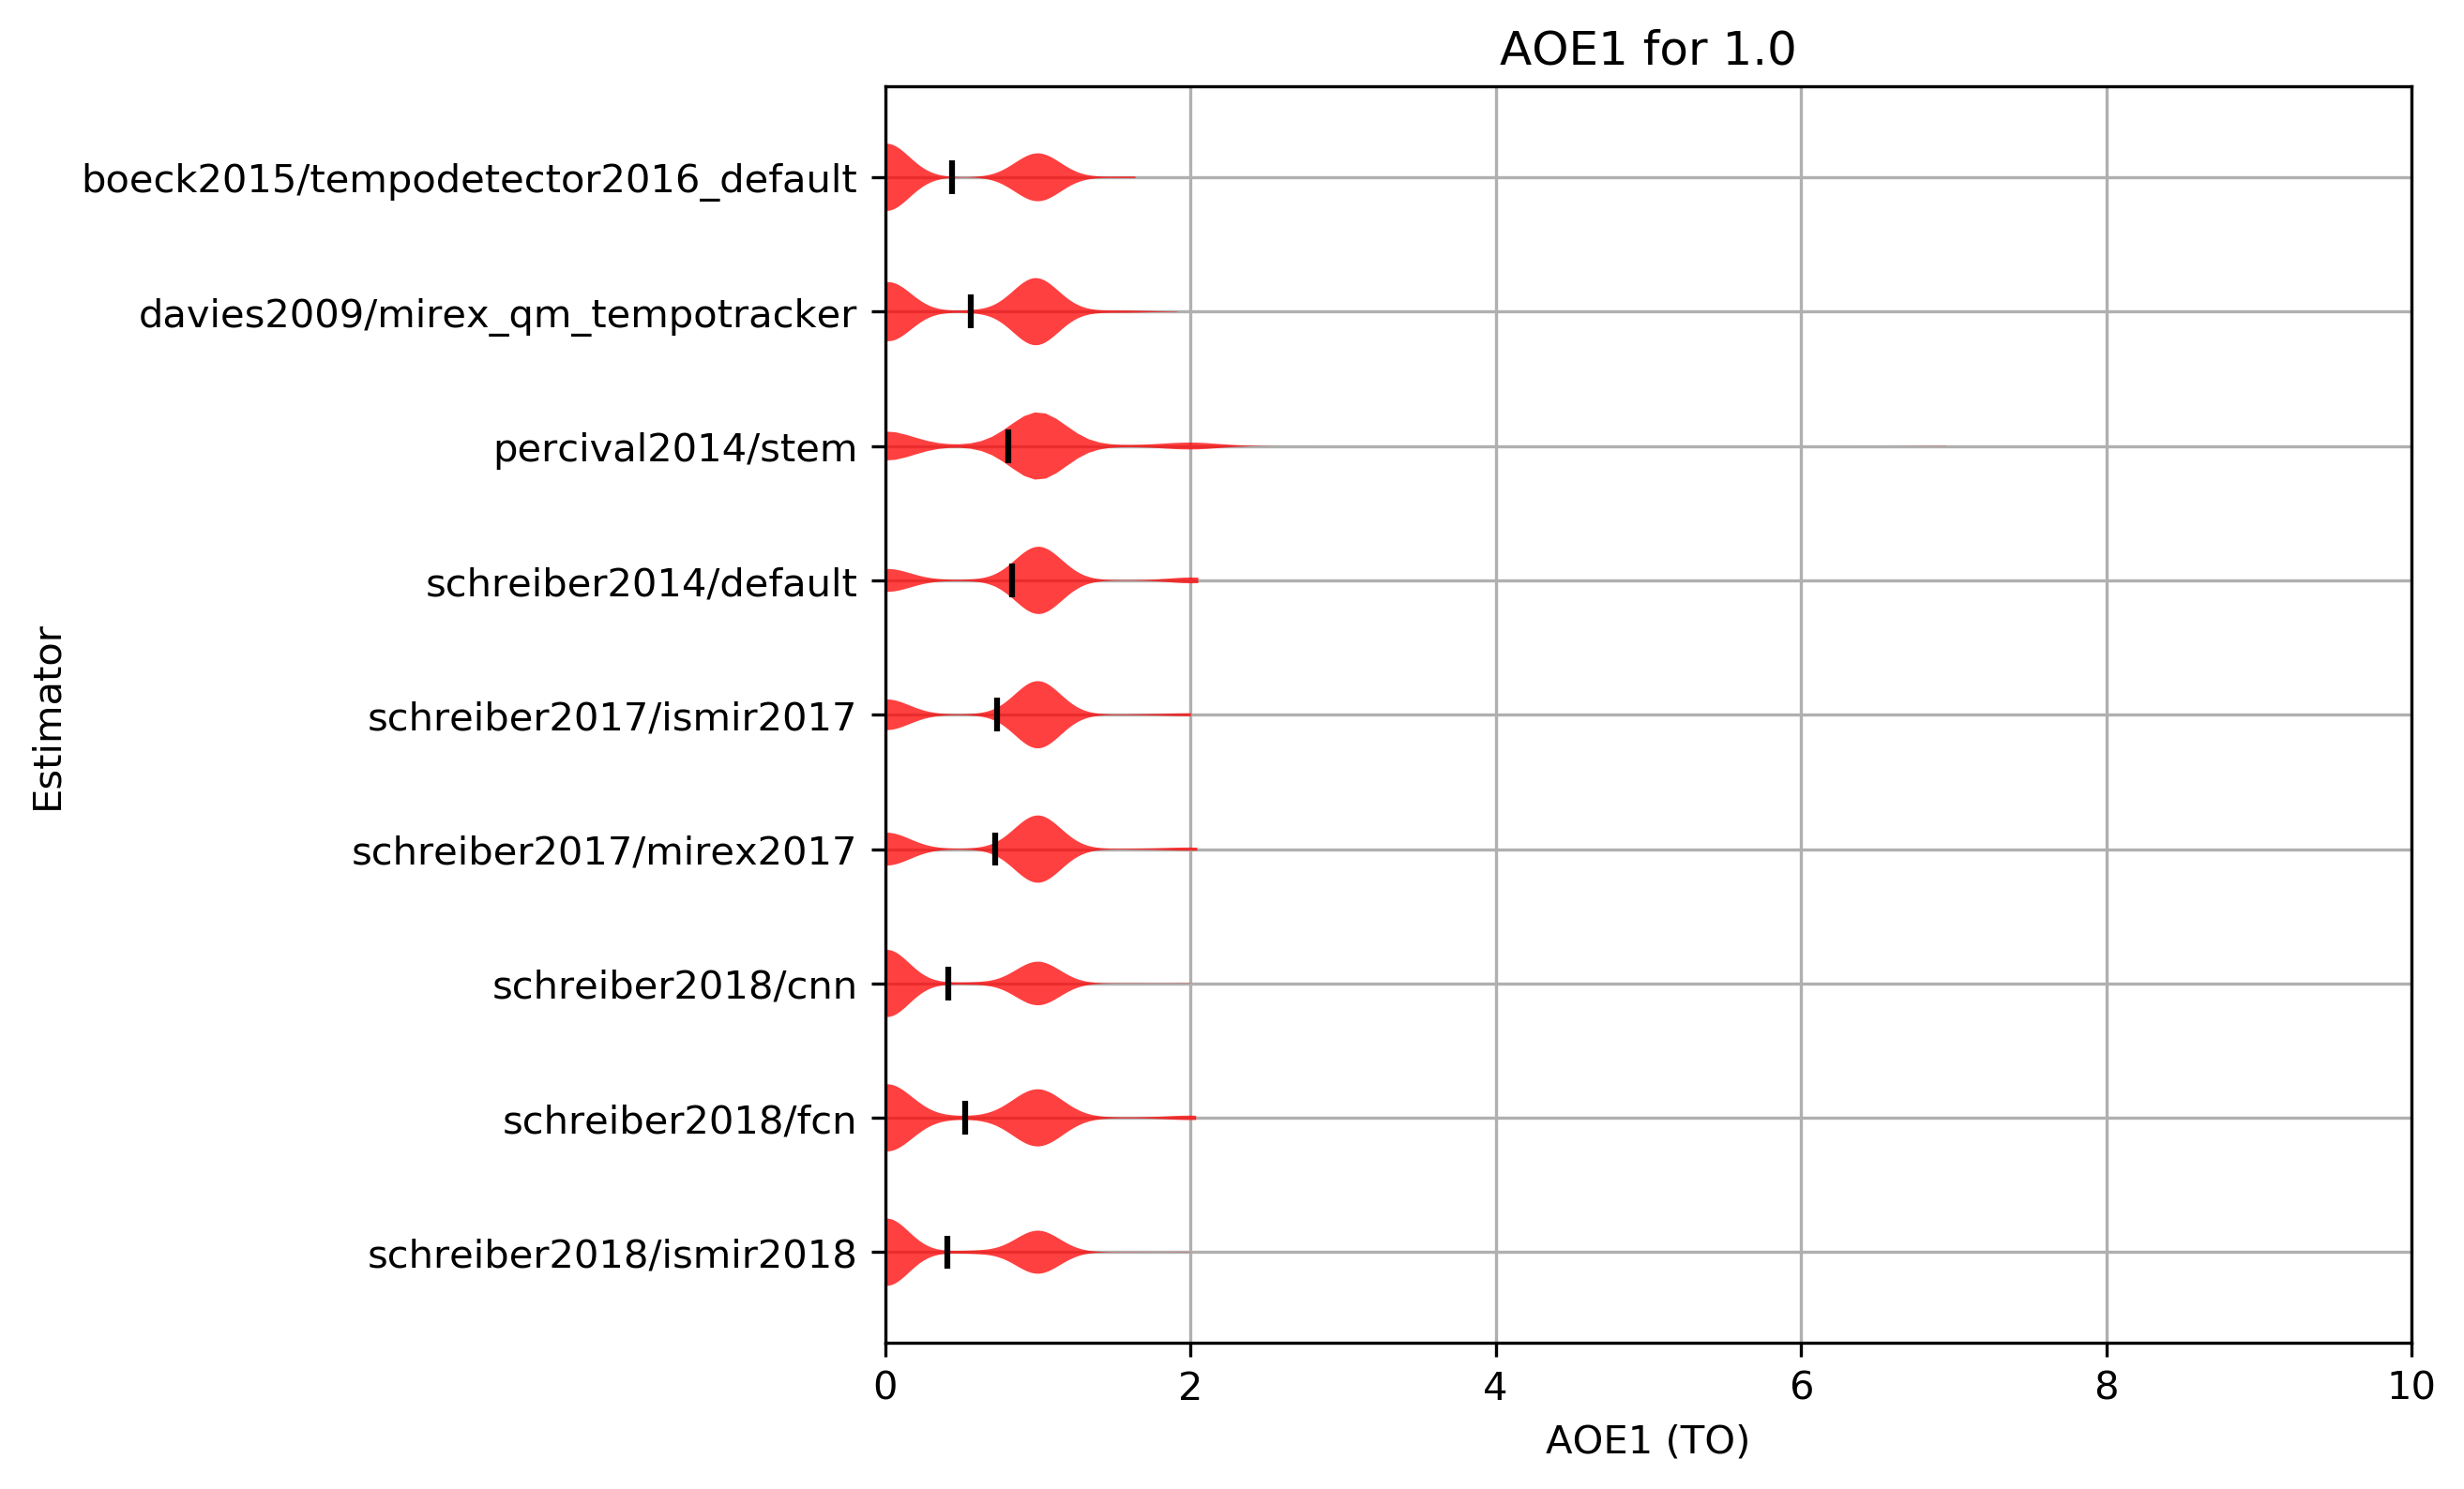 AOE1 for 1.0
boeck2015/tempodetector2016_default
davies2009/mirex_qm_tempotracker
percival2014/stem
schreiber2014/default
schreiber2017/ismir2017
schreiber2017/mirex2017
schreiber2018/cnn
schreiber2018/fcn
schreiber2018/ismir2018
Estimator
0 2 4 6 8 10
AOE1 (TO)